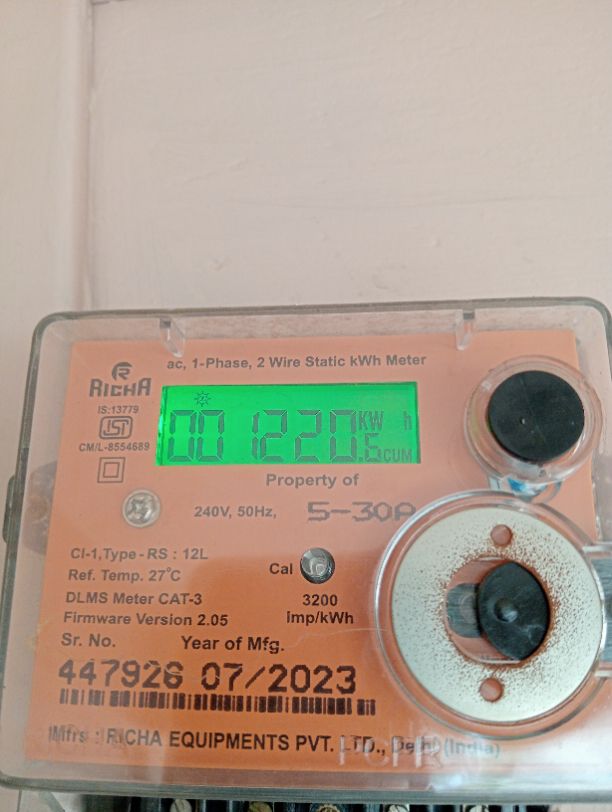 ac, 1-Phase, 2 Wire Static kWh Meter
R
RICHA
IS:13779
ISI
CM/L-8554689
001220.5 KW h
CUM
Property of
240V, 50Hz, 5-30A
Cl-1, Type - RS : 12L
Ref. Temp. 27°C
Cal
DLMS Meter CAT-3
3200
Firmware Version 2.05
imp/kWh
Sr. No. Year of Mfg.
447926 07/2023
Mfrs : RICHA EQUIPMENTS PVT. LTD., Delhi (India)